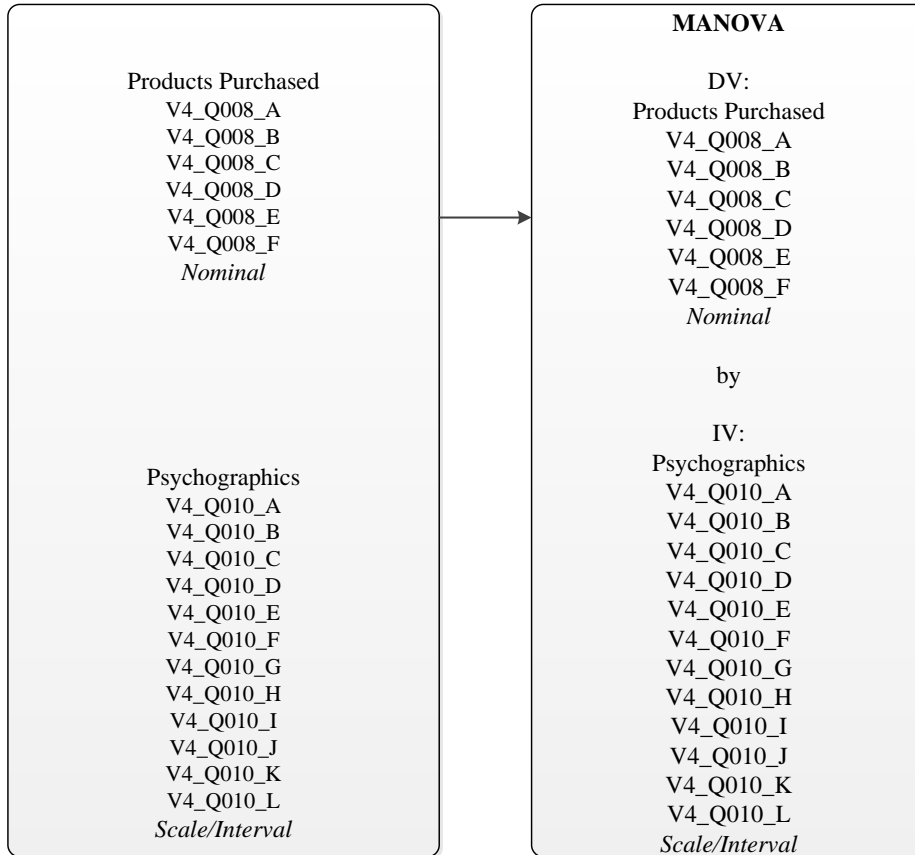 Products Purchased
V4_Q008_A
V4_Q008_B
V4_Q008_C
V4_Q008_D
V4_Q008_E
V4_Q008_F
Nominal
Psychographics
V4_Q010_A
V4_Q010_B
V4_Q010_C
V4_Q010_D
V4_Q010_E
V4_Q010_F
V4_Q010_G
V4_Q010_H
V4_Q010_I
V4_Q010_J
V4_Q010_K
V4_Q010_L
Scale/Interval
MANOVA
DV:
Products Purchased
V4_Q008_A
V4_Q008_B
V4_Q008_C
V4_Q008_D
V4_Q008_E
V4_Q008_F
Nominal
by
IV:
Psychographics
V4_Q010_A
V4_Q010_B
V4_Q010_C
V4_Q010_D
V4_Q010_E
V4_Q010_F
V4_Q010_G
V4_Q010_H
V4_Q010_I
V4_Q010_J
V4_Q010_K
V4_Q010_L
Scale/Interval